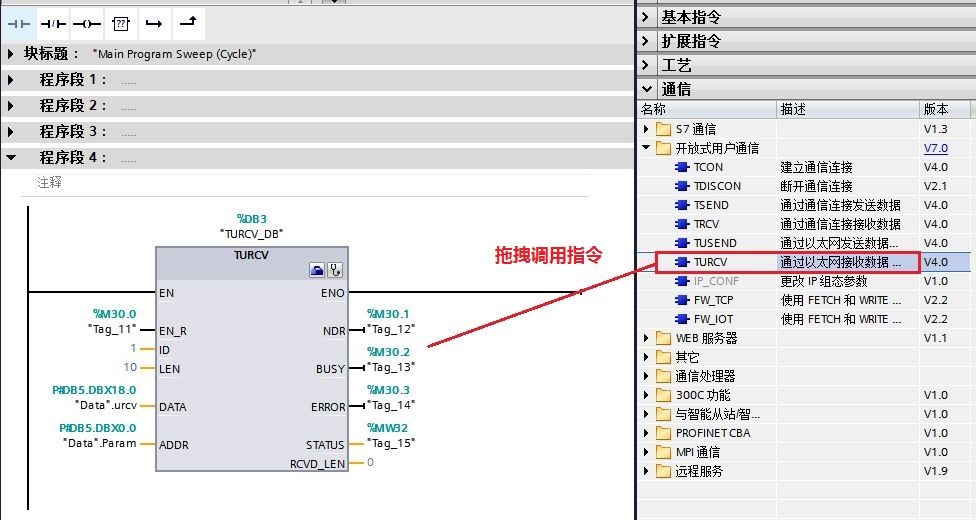 ??
块标题： "Main Program Sweep (Cycle)"
程序段 1： .....
程序段 2： .....
程序段 3： .....
程序段 4： .....
注释
%DB3
"TURCV_DB"
TURCV
EN ENO
%M30.0
"Tag_11" EN_R
1 ID
10 LEN
P#DB5.DBX18.0
"Data".urcv DATA
P#DB5.DBX0.0
"Data".Param ADDR
%M30.1
NDR "Tag_12"
%M30.2
BUSY "Tag_13"
%M30.3
ERROR "Tag_14"
%MW32
STATUS "Tag_15"
RCVD_LEN 0
拖拽调用指令
基本指令
扩展指令
工艺
通信
名称 描述 版本
S7 通信 V1.3
开放式用户通信 V7.0
TCON 建立通信连接 V4.0
TDISCON 断开通信连接 V2.1
TSEND 通过通信连接发送数据 V4.0
TRCV 通过通信连接接收数据 V4.0
TUSEND 通过以太网发送数据... V4.0
TURCV 通过以太网接收数据 ... V4.0
IP_CONF 更改 IP 组态参数 V1.0
FW_TCP 使用 FETCH 和 WRITE ... V2.2
FW_IOT 使用 FETCH 和 WRITE ... V2.2
WEB 服务器 V1.1
其它
通信处理器
300C 功能 V1.0
与智能从站/智... V1.0
PROFINET CBA V1.0
MPI 通信 V1.0
远程服务 V1.9